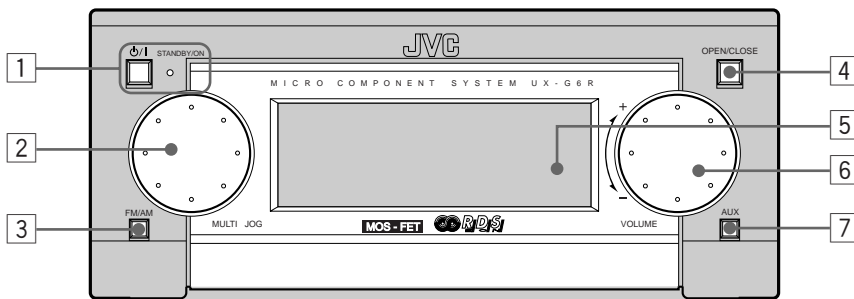 JVC
⏻/I STANDBY/ON
OPEN/CLOSE
1
4
MICRO COMPONENT SYSTEM UX-G6R
+
5
2
6
–
FM/AM
MULTI JOG
MOS-FET
RDS
VOLUME
AUX
3
7